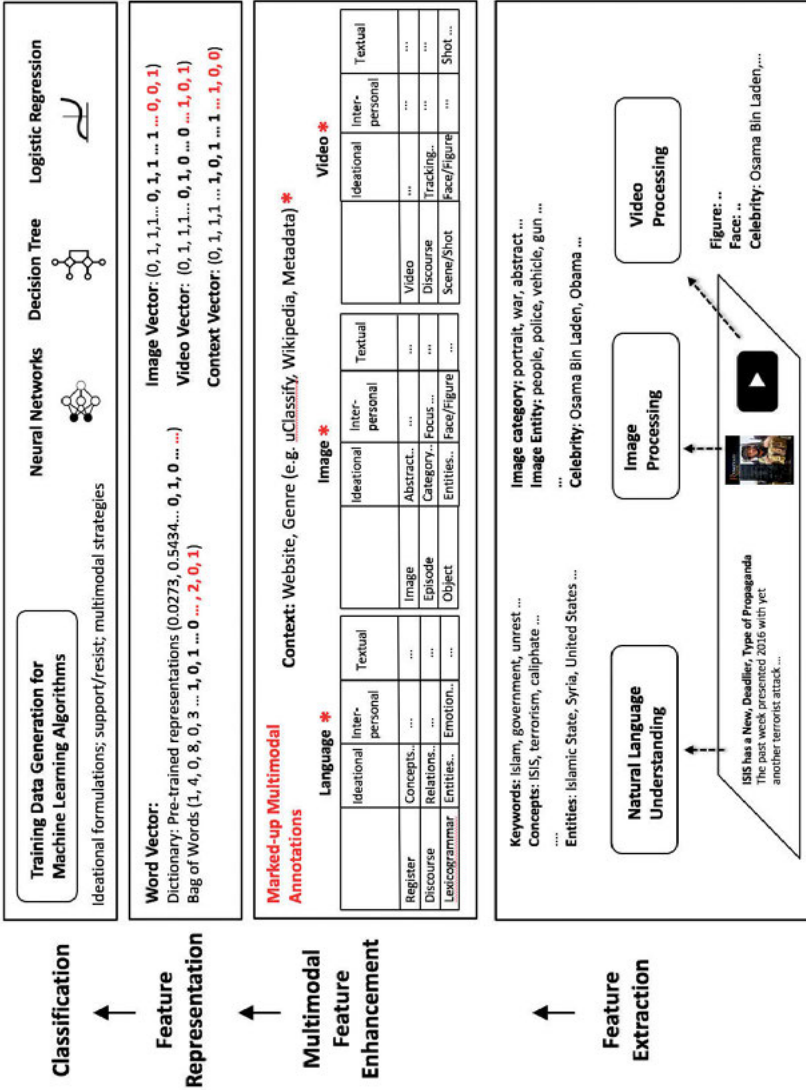 Classification
Training Data Generation for
Machine Learning Algorithms
Neural Networks
Decision Tree
Logistic Regression
Ideational formulations; support/resist; multimodal strategies
Feature
Representation
Word Vector:
Dictionary: Pre-trained representations (0.0273, 0.5434... 0, 1, 0 ... ...)
Bag of Words (1, 4, 0, 8, 0, 3 ... 1, 0, 1 ... 0 ... , 2, 0, 1)
Image Vector: (0, 1, 1,1... 0, 1, 1 ... 1 ... 0, 0, 1)
Video Vector: (0, 1, 1,1... 0, 1, 0 ... 0 ... 1, 0, 1)
Context Vector: (0, 1, 1,1 ... 1, 0, 1 ... 1 ... 1, 0, 0)
Multimodal
Feature
Enhancement
Marked-up Multimodal
Annotations
Context: Website, Genre (e.g. uClassify, Wikipedia, Metadata) *
Language *
Ideational
Inter-
personal
Textual
Register Concepts.. ... ...
Discourse Relations.. ... ...
Lexicogrammar Entities.. Emotion.. ...
Image *
Ideational
Inter-
personal
Textual
Image Abstract.. ... ...
Episode Category.. Focus ... ...
Object Entities.. Face/Figure ...
Video *
Ideational
Inter-
personal
Textual
Video ... ... ...
Discourse Tracking.. ... ...
Scene/Shot Face/Figure ... Shot ...
Feature
Extraction
Keywords: Islam, government, unrest ...
Concepts: ISIS, terrorism, caliphate ...
....
Entities: Islamic State, Syria, United States ...
Image category: portrait, war, abstract ...
Image Entity: people, police, vehicle, gun ...
...
Celebrity: Osama Bin Laden, Obama ...
Natural Language
Understanding
Image
Processing
Video
Processing
Figure: ..
Face: ..
Celebrity: Osama Bin Laden,...
ISIS has a New, Deadlier, Type of Propaganda
The past week presented 2016 with yet
another terrorist attack ...